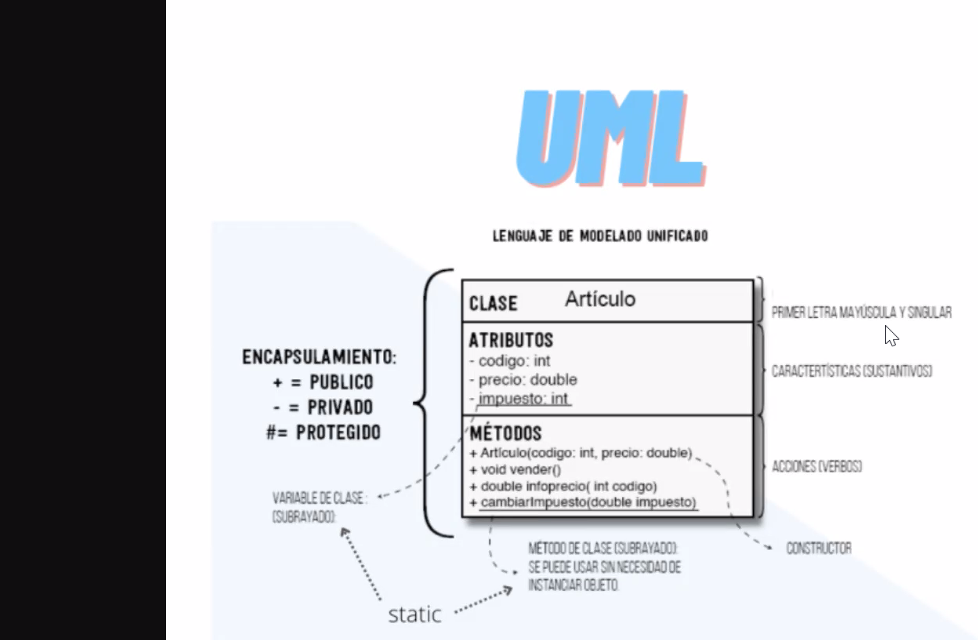 UML
LENGUAJE DE MODELADO UNIFICADO
CLASE Artículo
PRIMER LETRA MAYÚSCULA Y SINGULAR
ATRIBUTOS
- codigo: int
- precio: double
- impuesto: int
CARACTERTÍSTICAS (SUSTANTIVOS)
ENCAPSULAMIENTO:
+ = PUBLICO
- = PRIVADO
#= PROTEGIDO
MÉTODOS
+ Artículo(codigo: int, precio: double)
+ void vender()
+ double infoprecio( int codigo)
+ cambiarImpuesto(double impuesto)
ACCIONES (VERBOS)
VARIABLE DE CLASE :
(SUBRAYADO):
MÉTODO DE CLASE (SUBRAYADO):
SE PUEDE USAR SIN NECESIDAD DE
INSTANCIAR OBJETO.
CONSTRUCTOR
static